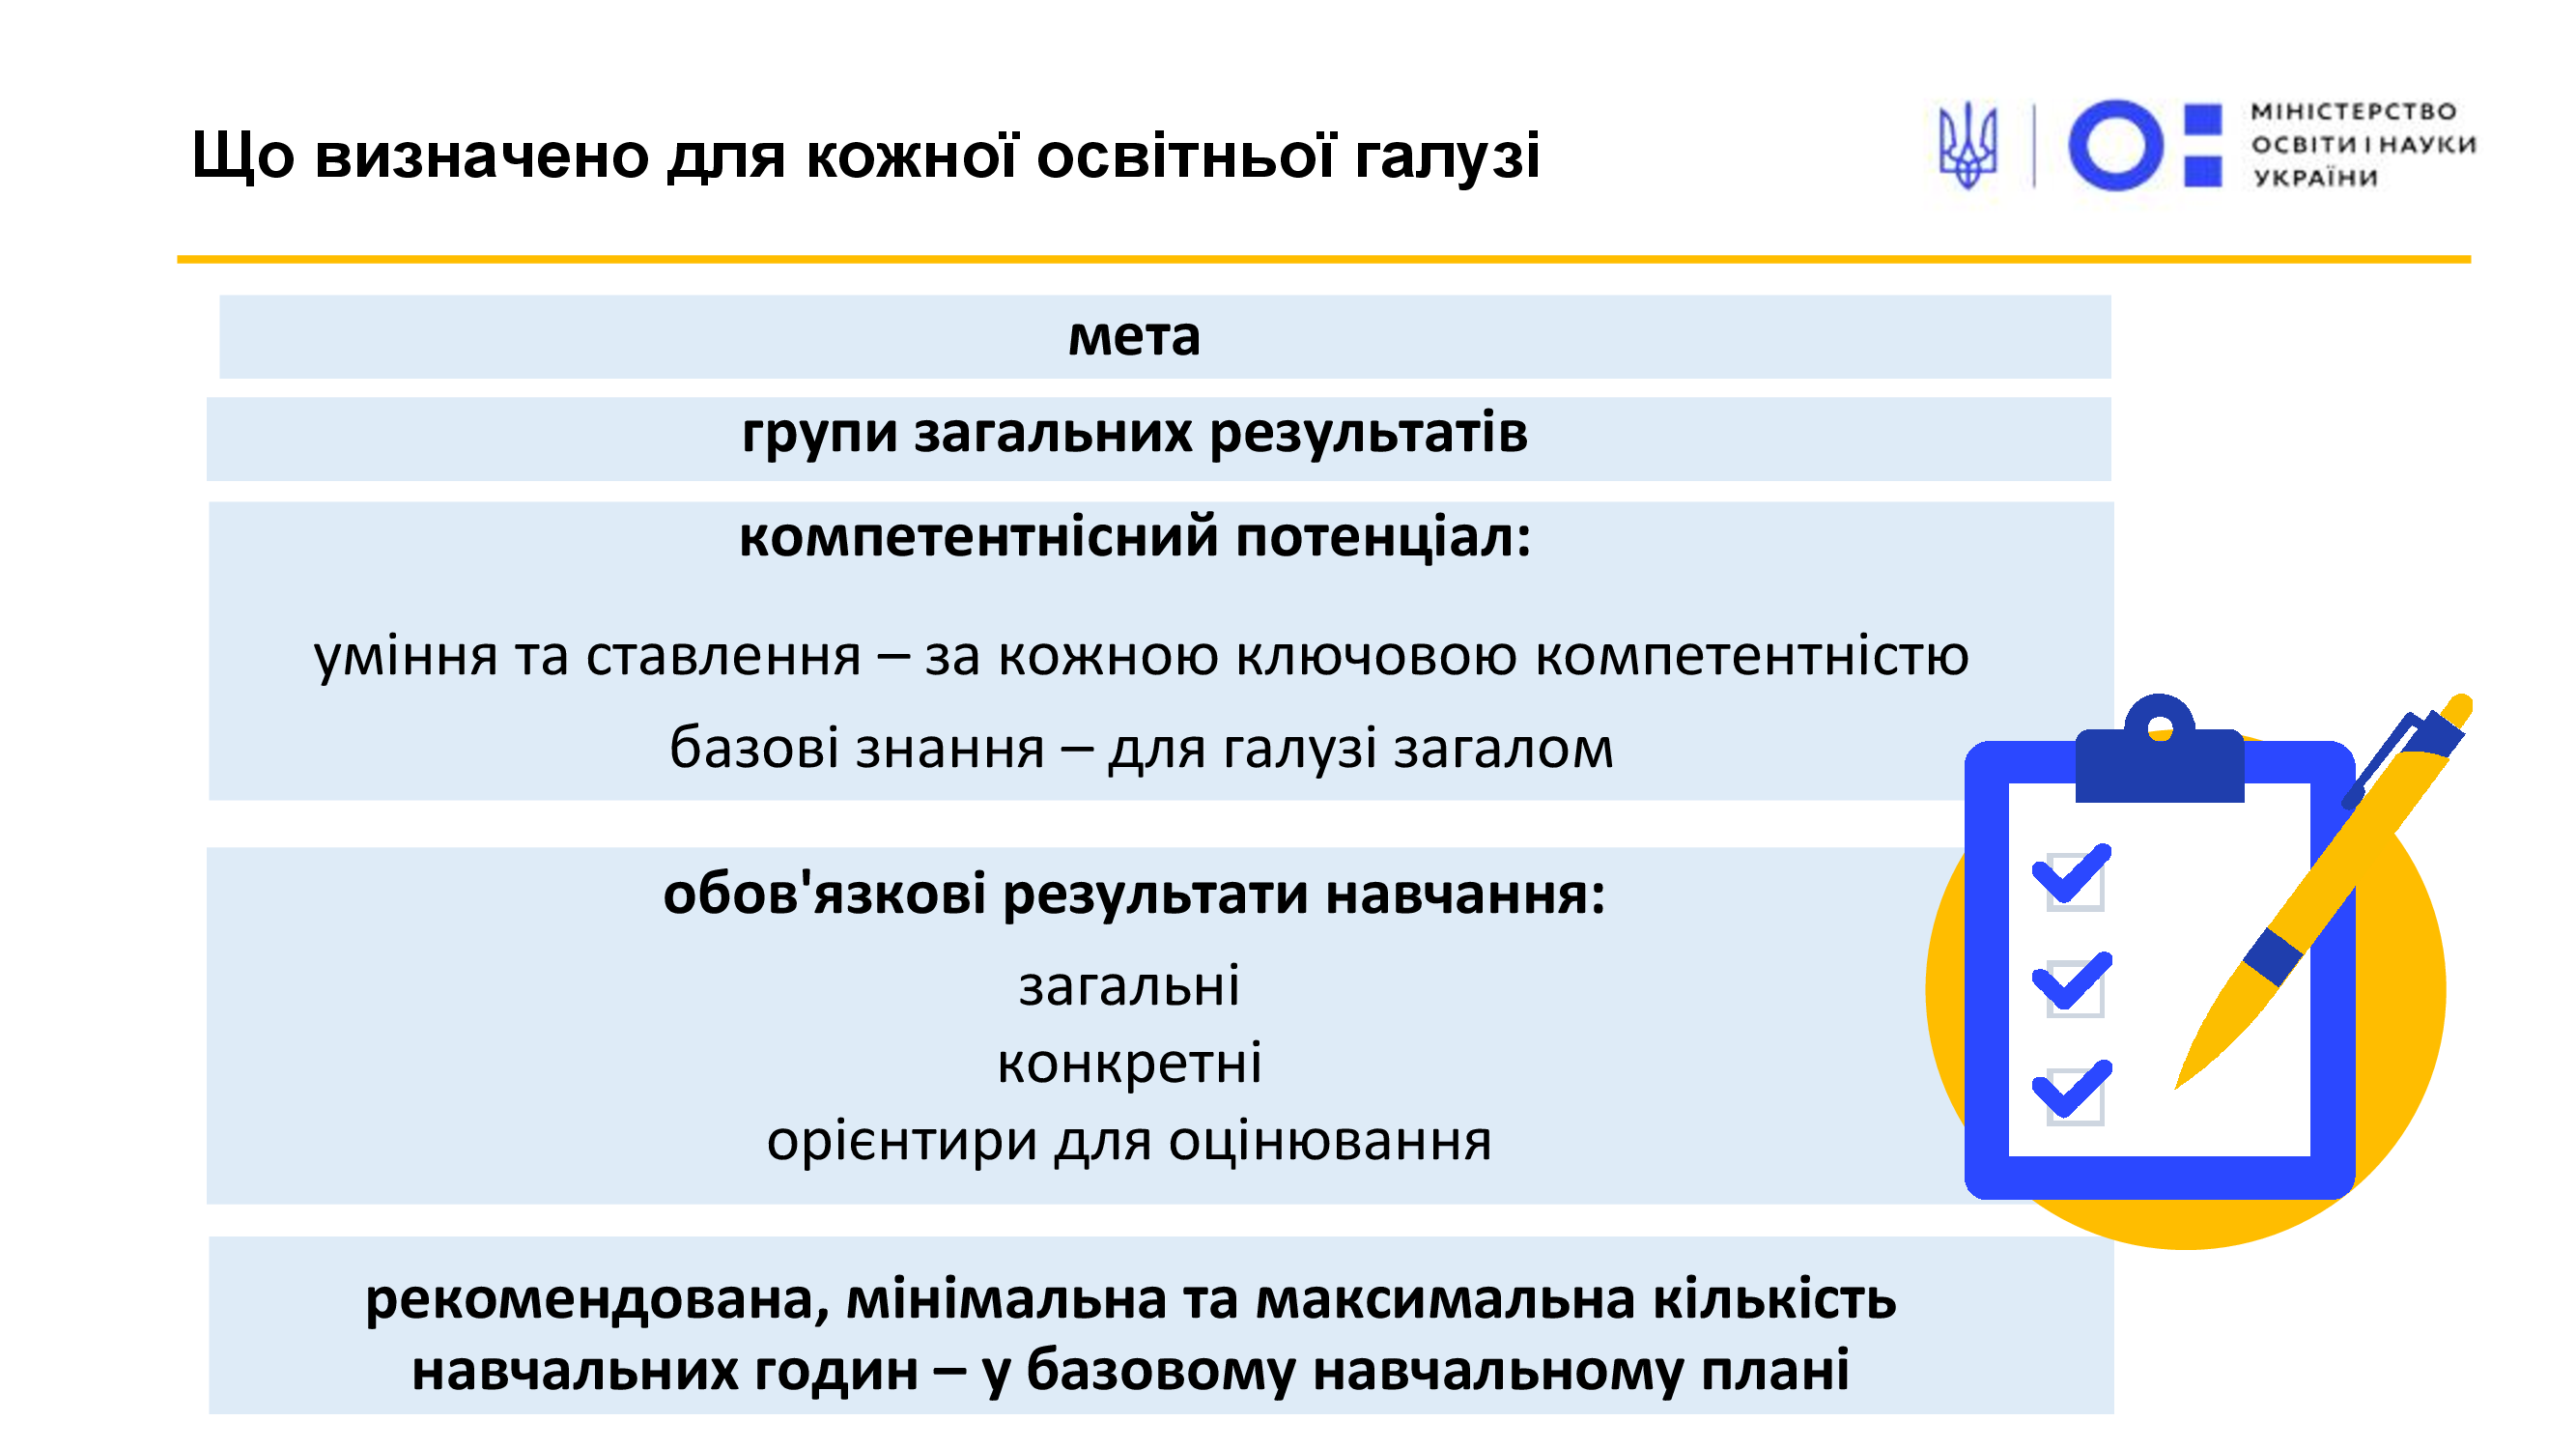 Що визначено для кожної освітньої галузі
МІНІСТЕРСТВО
ОСВІТИ І НАУКИ
УКРАЇНИ
мета
групи загальних результатів
компетентнісний потенціал:
уміння та ставлення – за кожною ключовою компетентністю
базові знання – для галузі загалом
обов'язкові результати навчання:
загальні
конкретні
орієнтири для оцінювання
рекомендована, мінімальна та максимальна кількість
навчальних годин – у базовому навчальному плані